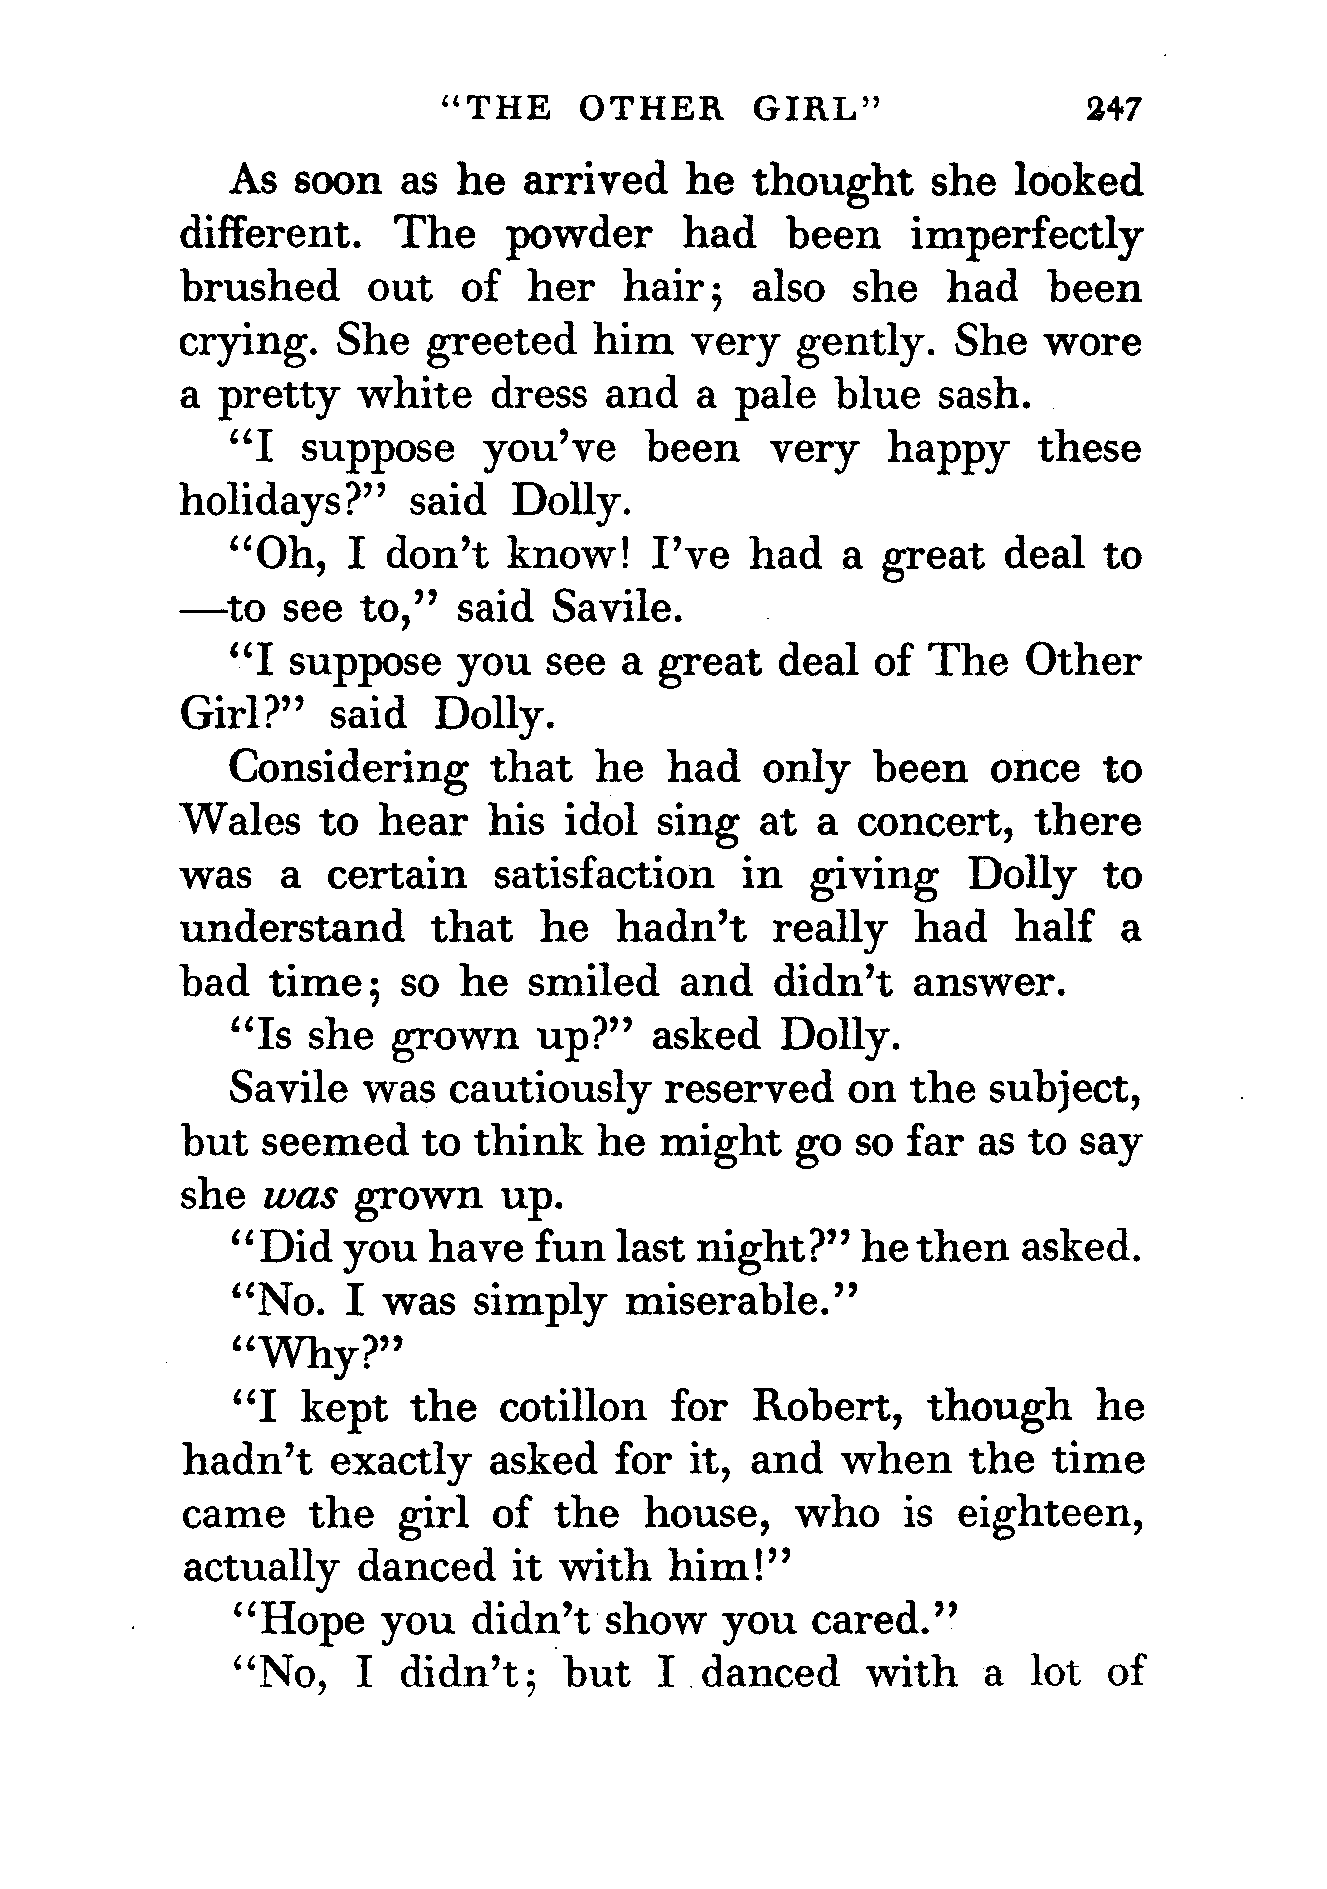 “THE OTHER GIRL” 247
As soon as he arrived he thought she looked
different. The powder had been imperfectly
brushed out of her hair; also she had been
crying. She greeted him very gently. She wore
a pretty white dress and a pale blue sash.
“I suppose you’ve been very happy these
holidays?” said Dolly.
“Oh, I don’t know! I’ve had a great deal to
—to see to,” said Savile.
“I suppose you see a great deal of The Other
Girl?” said Dolly.
Considering that he had only been once to
Wales to hear his idol sing at a concert, there
was a certain satisfaction in giving Dolly to
understand that he hadn’t really had half a
bad time; so he smiled and didn’t answer.
“Is she grown up?” asked Dolly.
Savile was cautiously reserved on the subject,
but seemed to think he might go so far as to say
she was grown up.
“Did you have fun last night?” he then asked.
“No. I was simply miserable.”
“Why?”
“I kept the cotillon for Robert, though he
hadn’t exactly asked for it, and when the time
came the girl of the house, who is eighteen,
actually danced it with him!”
“Hope you didn’t show you cared.”
“No, I didn’t; but I danced with a lot of